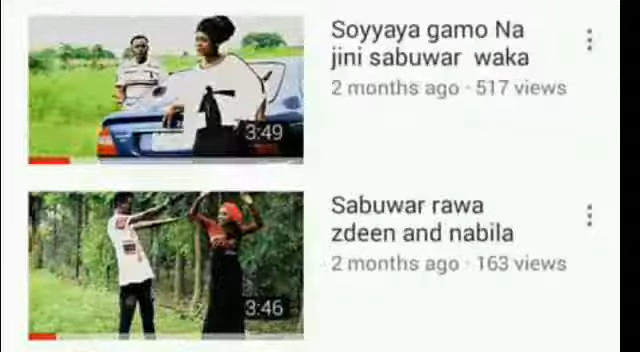 Soyyaya gamo Na
jini sabuwar waka
2 months ago · 517 views
3:49
Sabuwar rawa
zdeen and nabila
2 months ago · 163 views
3:46